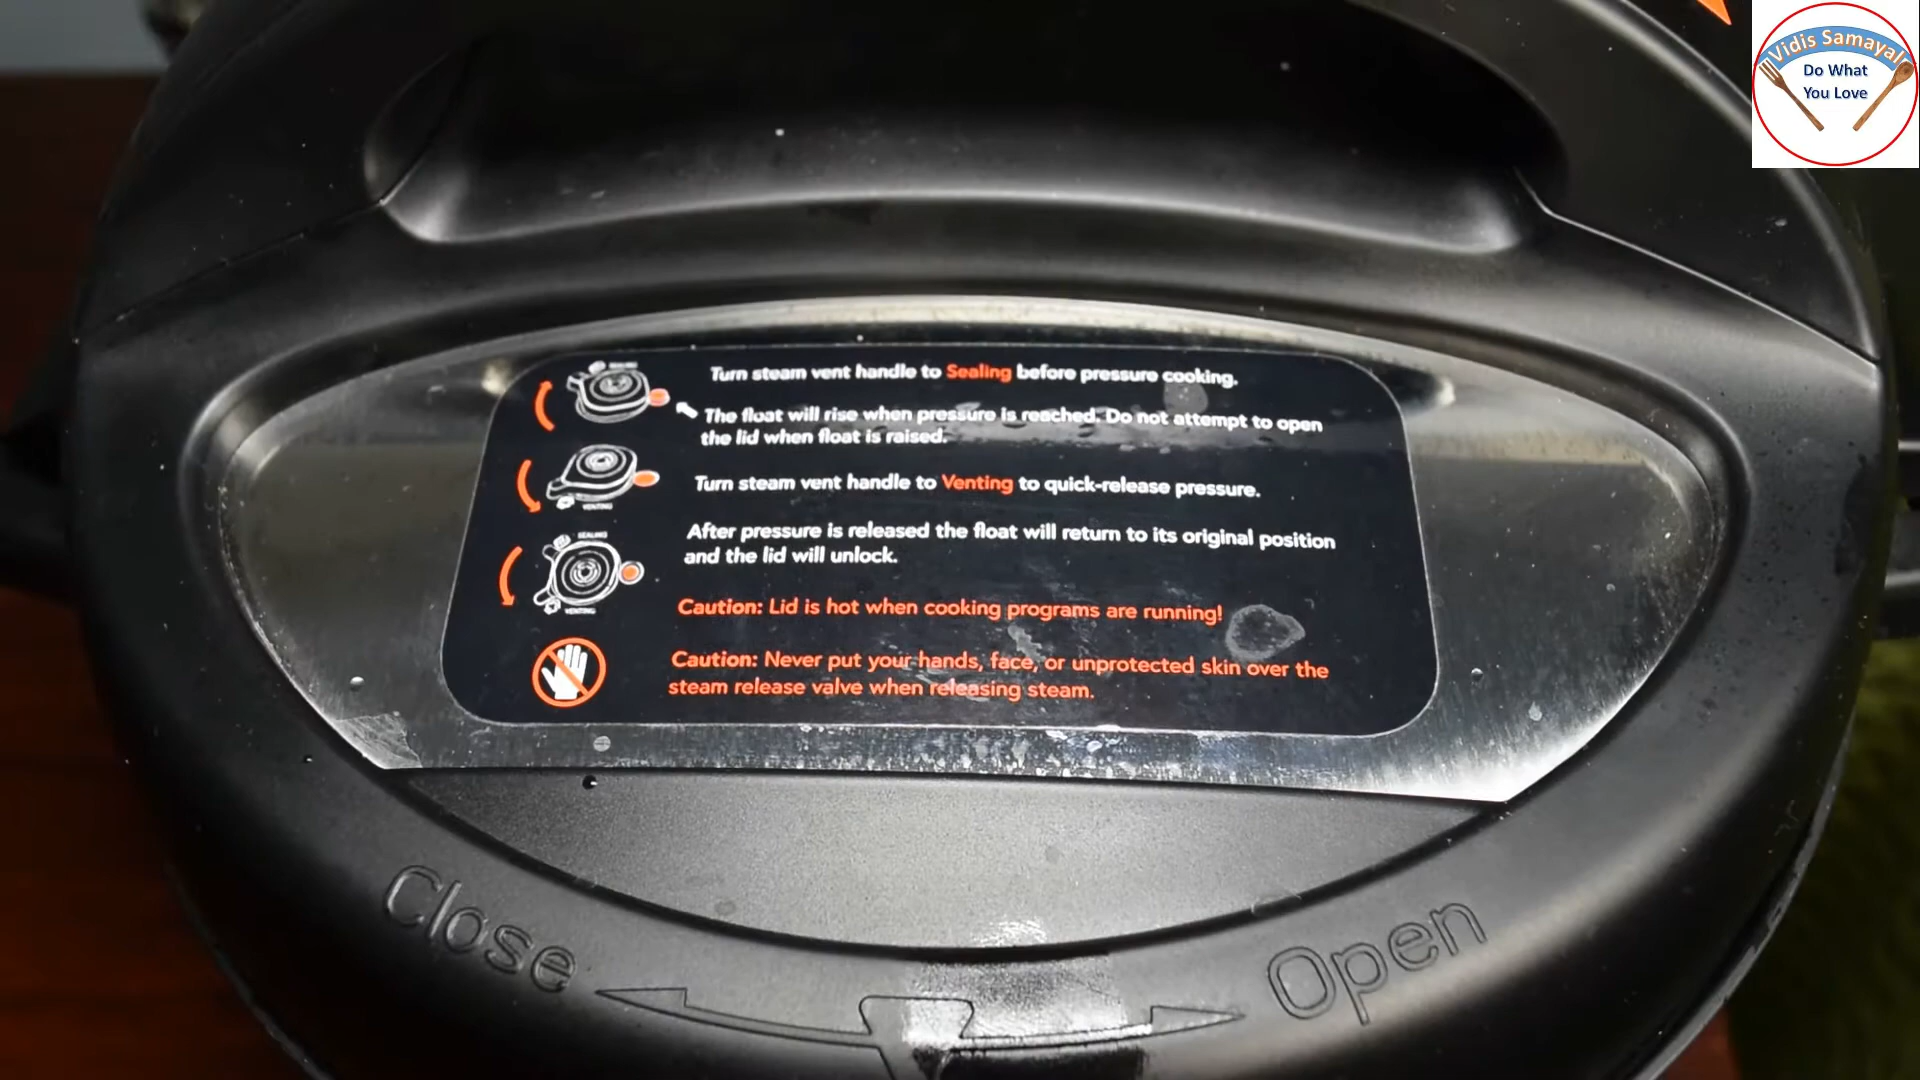 Vidis Samayal
Do What
You Love
SEALING
Turn steam vent handle to Sealing before pressure cooking.
The float will rise when pressure is reached. Do not attempt to open
the lid when float is raised.
Turn steam vent handle to Venting to quick-release pressure.
VENTING
SEALING
After pressure is released the float will return to its original position
and the lid will unlock.
VENTING
Caution: Lid is hot when cooking programs are running!
Caution: Never put your hands, face, or unprotected skin over the
steam release valve when releasing steam.
Close
Open